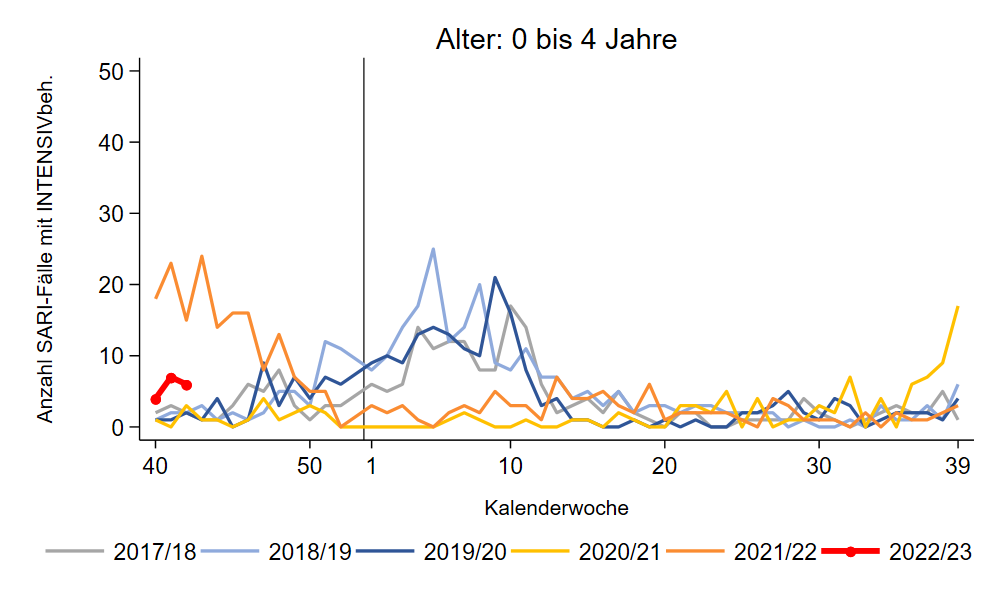 Alter: 0 bis 4 Jahre
Anzahl SARI-Fälle mit INTENSIVbeh.
50
40
30
20
10
0
40 50 1 10 20 30 39
Kalenderwoche
2017/18 2018/19 2019/20 2020/21 2021/22 2022/23